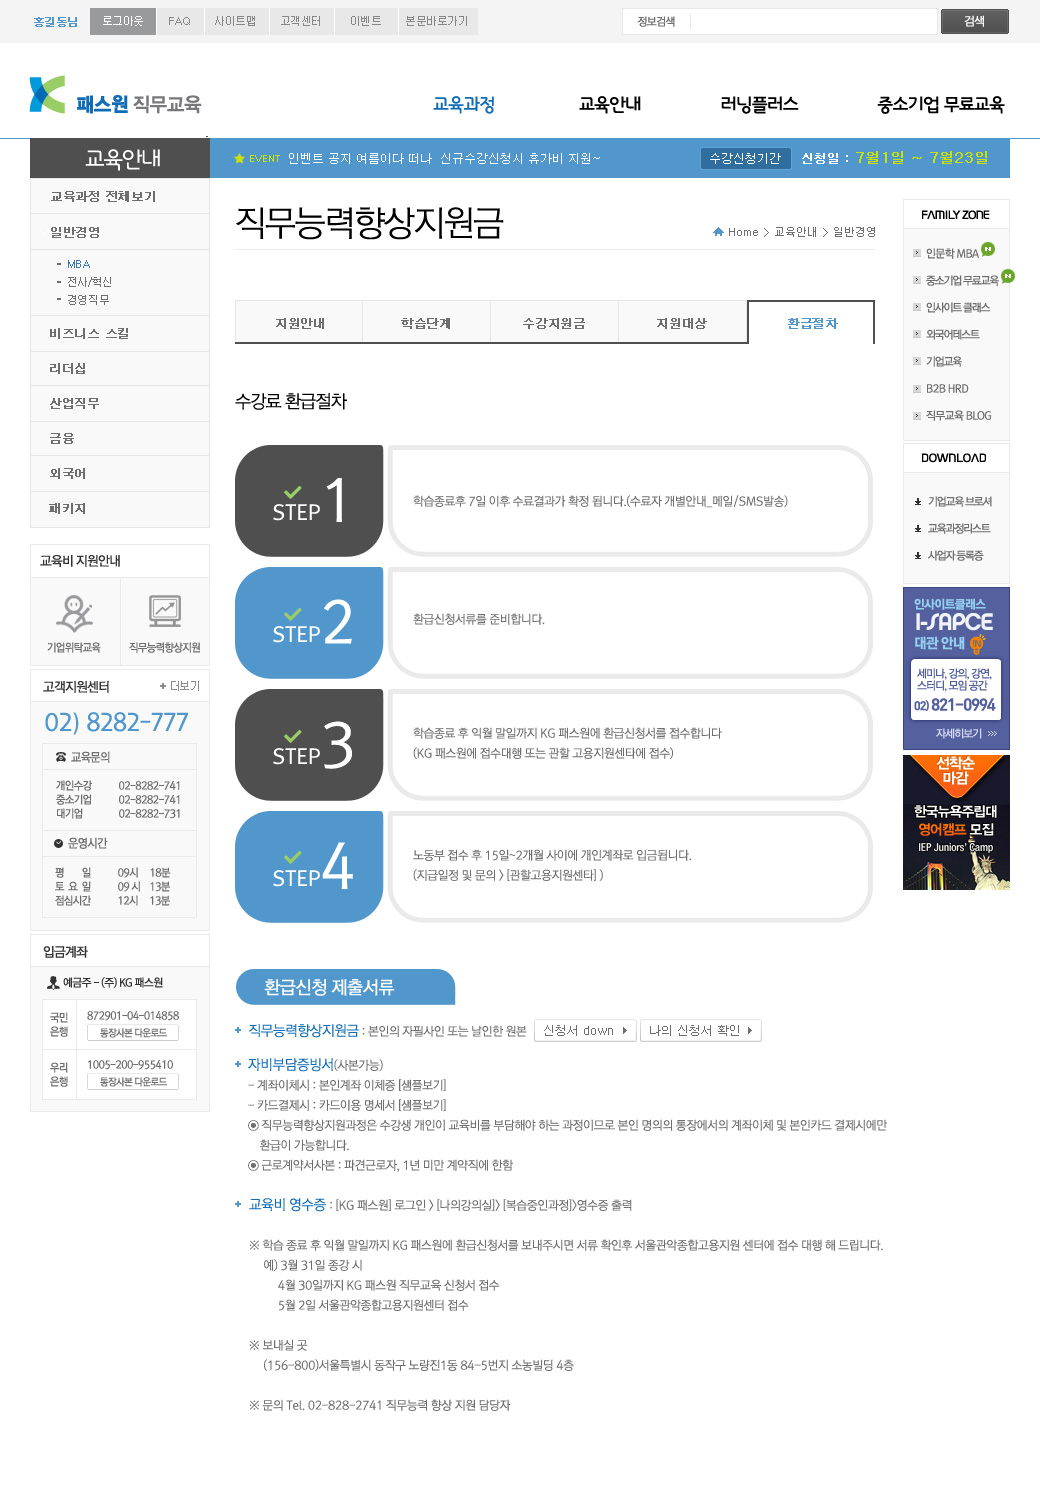 홍길동님 로그아웃 FAQ 사이트맵 고객센터 이벤트 본문바로가기 정보검색 검색
패스원 직무교육 교육과정 교육안내 러닝플러스 중소기업 무료교육
교육안내
EVENT 인벤트 공지 여름이다 떠나 신규수강신청시 휴가비 지원~ 수강신청기간 신청일 : 7월1일 ~ 7월23일
교육과정 전체보기
일반경영
- MBA
- 전사/혁신
- 경영직무
비즈니스 스킬
리더십
산업직무
금융
외국어
패키지
교육비 지원안내
기업위탁교육 직무능력향상지원
고객지원센터 + 더보기
02) 8282-777
교육문의
개인수강 02-8282-741
중소기업 02-8282-741
대기업 02-8282-731
운영시간
평 일 09시 18분
토 요 일 09시 13분
점심시간 12시 13분
입금계좌
예금주 - (주) KG 패스원
국민은행 872901-04-014858
통장사본 다운로드
우리은행 1005-200-955410
통장사본 다운로드
직무능력향상지원금
Home > 교육안내 > 일반경영
지원안내 학습단계 수강지원금 지원대상 환급절차
수강료 환급절차
STEP 1
학습종료후 7일 이후 수료결과가 확정 됩니다.(수료자 개별안내_메일/SMS발송)
STEP 2
환급신청서류를 준비합니다.
STEP 3
학습종료 후 익월 말일까지 KG 패스원에 환급신청서를 접수합니다
(KG 패스원에 접수대행 또는 관할 고용지원센타에 접수)
STEP 4
노동부 접수 후 15일~2개월 사이에 개인계좌로 입금됩니다.
(지급일정 및 문의 > [관할고용지원센터] )
환급신청 제출서류
+ 직무능력향상지원금 : 본인의 자필사인 또는 날인한 원본 신청서 down 나의 신청서 확인
+ 자비부담증빙서(사본가능)
- 계좌이체시 : 본인계좌 이체증 [샘플보기]
- 카드결제시 : 카드이용 명세서 [샘플보기]
◉ 직무능력향상지원과정은 수강생 개인이 교육비를 부담해야 하는 과정이므로 본인 명의의 통장에서의 계좌이체 및 본인카드 결제시에만
환급이 가능합니다.
◉ 근로계약서사본 : 파견근로자, 1년 미만 계약직에 한함
+ 교육비 영수증 : [KG 패스원] 로그인 > [나의강의실]> [복습중인과정]>영수증 출력
※ 학습 종료 후 익월 말일까지 KG 패스원에 환급신청서를 보내주시면 서류 확인후 서울관악종합고용지원 센터에 접수 대행 해 드립니다.
예) 3월 31일 종강 시
4월 30일까지 KG 패스원 직무교육 신청서 접수
5월 2일 서울관악종합고용지원센터 접수
※ 보내실 곳
(156-800)서울특별시 동작구 노량진1동 84-5번지 소농빌딩 4층
※ 문의 Tel. 02-828-2741 직무능력 향상 지원 담당자
FAMILY ZONE
인문학 MBA N
중소기업 무료교육 N
인사이트 클래스
외국어테스트
기업교육
B2B HRD
직무교육 BLOG
DOWNLOAD
기업교육 브로셔
교육과정리스트
사업자 등록증
인사이트클래스
I-SAPCE
대관 안내 IN
세미나, 강의, 강연,
스터디, 모임 공간
02) 821-0994
자세히보기 >>
선착순
마감
한국뉴욕주립대
영어캠프 모집
IEP Juniors' Camp